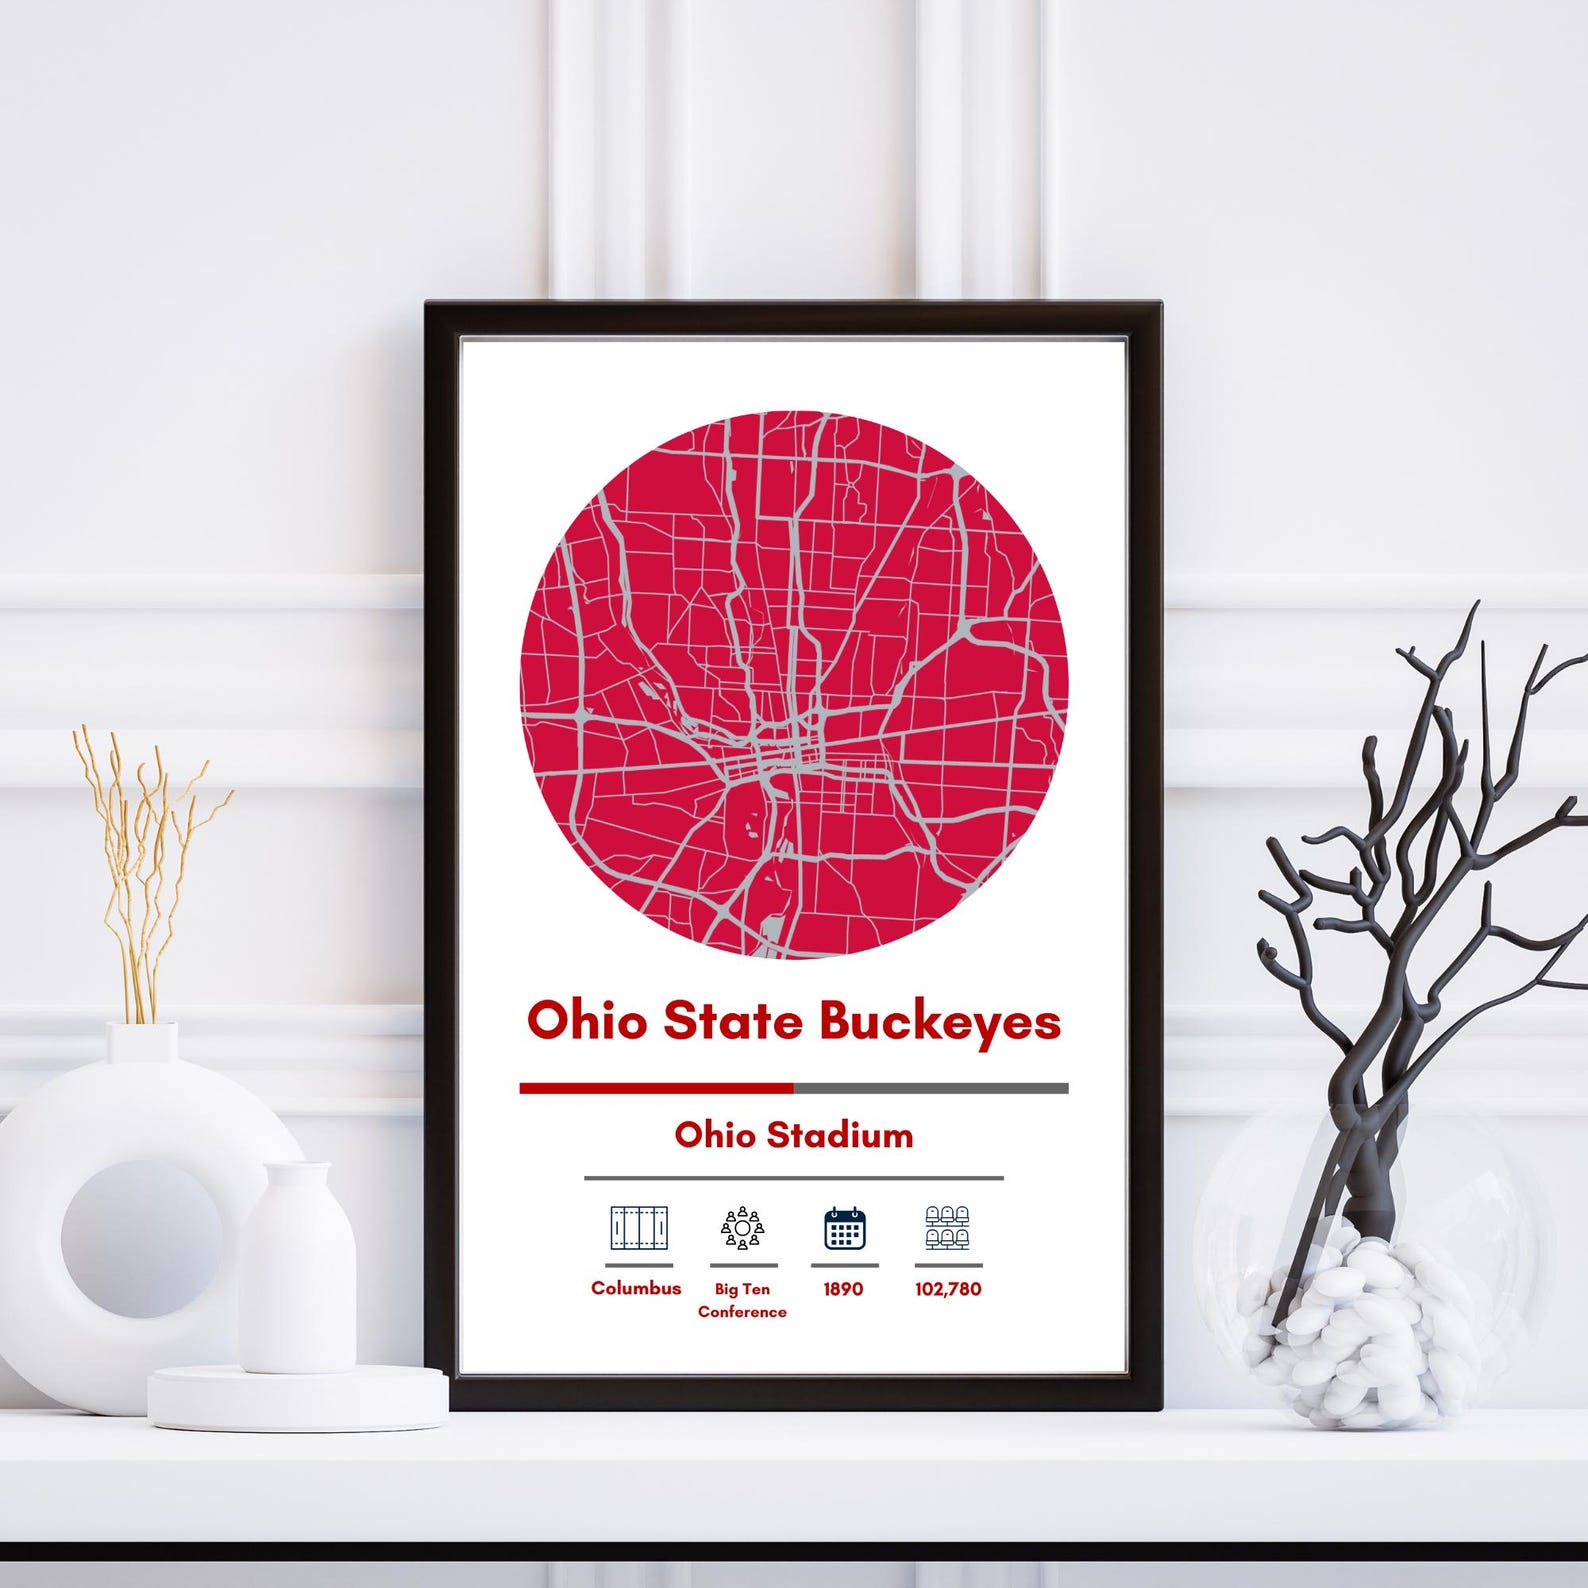 Ohio State Buckeyes
Ohio Stadium
Columbus
Big Ten
Conference
1890
102,780